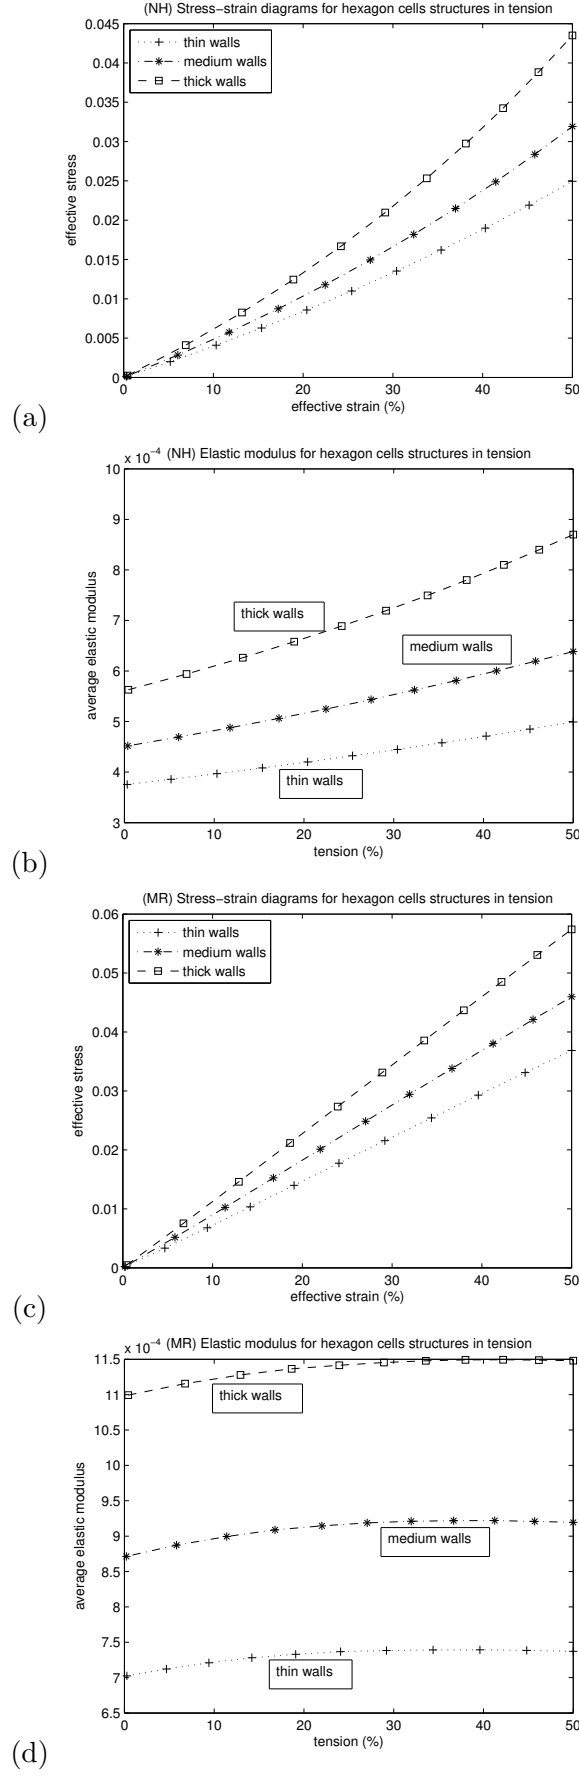 (NH) Stress−strain diagrams for hexagon cells structures in tension
0.045
0.04
0.035
0.03
0.025
0.02
0.015
0.01
0.005
0
thin walls
medium walls
thick walls
effective stress
0 10 20 30 40 50
effective strain (%)
(a)
x 10⁻⁴ (NH) Elastic modulus for hexagon cells structures in tension
10
9
8
7
6
5
4
3
thick walls
medium walls
thin walls
average elastic modulus
0 10 20 30 40 50
tension (%)
(b)
(MR) Stress−strain diagrams for hexagon cells structures in tension
0.06
0.05
0.04
0.03
0.02
0.01
0
thin walls
medium walls
thick walls
effective stress
0 10 20 30 40 50
effective strain (%)
(c)
x 10⁻⁴ (MR) Elastic modulus for hexagon cells structures in tension
11.5
11
10.5
10
9.5
9
8.5
8
7.5
7
6.5
thick walls
medium walls
thin walls
average elastic modulus
0 10 20 30 40 50
tension (%)
(d)